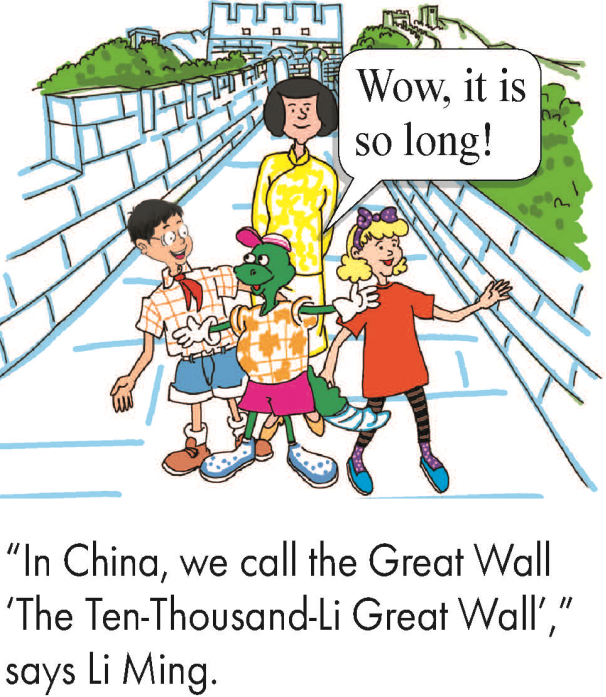 Wow, it is
so long!
“In China, we call the Great Wall
‘The Ten-Thousand-Li Great Wall’,”
says Li Ming.